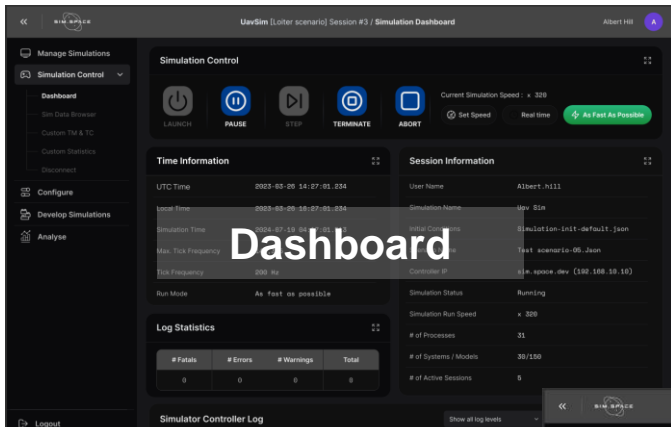 SIM.SPACE
UavSim [Loiter scenario] Session #3 / Simulation Dashboard
Albert Hill
A
Manage Simulations
Simulation Control
Dashboard
Sim Data Browser
Custom TM & TC
Custom Statistics
Disconnect
Configure
Develop Simulations
Analyse
Logout
Simulation Control
LAUNCH
PAUSE
STEP
TERMINATE
ABORT
Current Simulation Speed : x 320
Set Speed
Real time
As Fast As Possible
Time Information
UTC Time 2023-03-26 14:27:01.234
Local Time 2023-03-26 16:27:01.234
Simulation Time
Max. Tick Frequency
Tick Frequency 200 Hz
Run Mode As fast as possible
Dashboard
Session Information
User Name Albert.hill
Simulation Name Uav Sim
Initial Conditions Simulation-init-default.json
Test scenario-05.Json
Controller IP sim.space.dev (192.168.10.10)
Simulation Status Running
Simulation Run Speed x 320
# of Processes 31
# of Systems / Models 30/150
# of Active Sessions 5
Log Statistics
# Fatals # Errors # Warnings Total
0 0 0 0
Simulator Controller Log
Show all log levels
SIM.SPACE